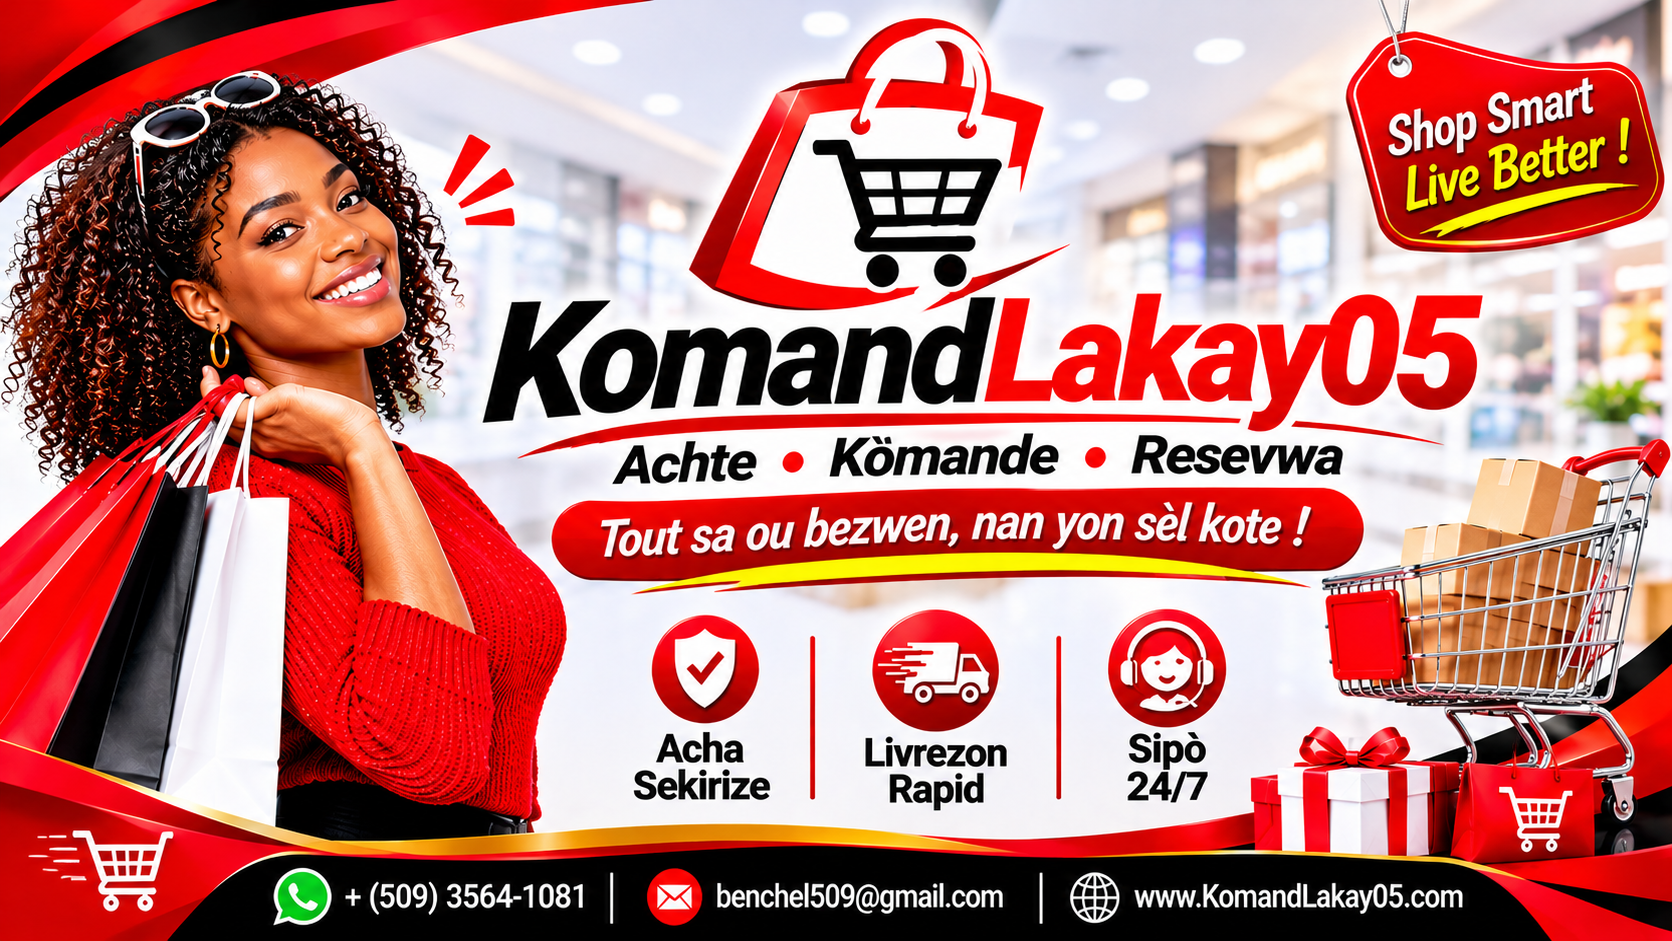 Shop Smart
Live Better !
KomandLakay05
Achte • Kòmande • Resevwa
Tout sa ou bezwen, nan yon sèl kote !
Acha
Sekirize
Livrezon
Rapid
Sipò
24/7
+ (509) 3564-1081
benchel509@gmail.com
www.KomandLakay05.com